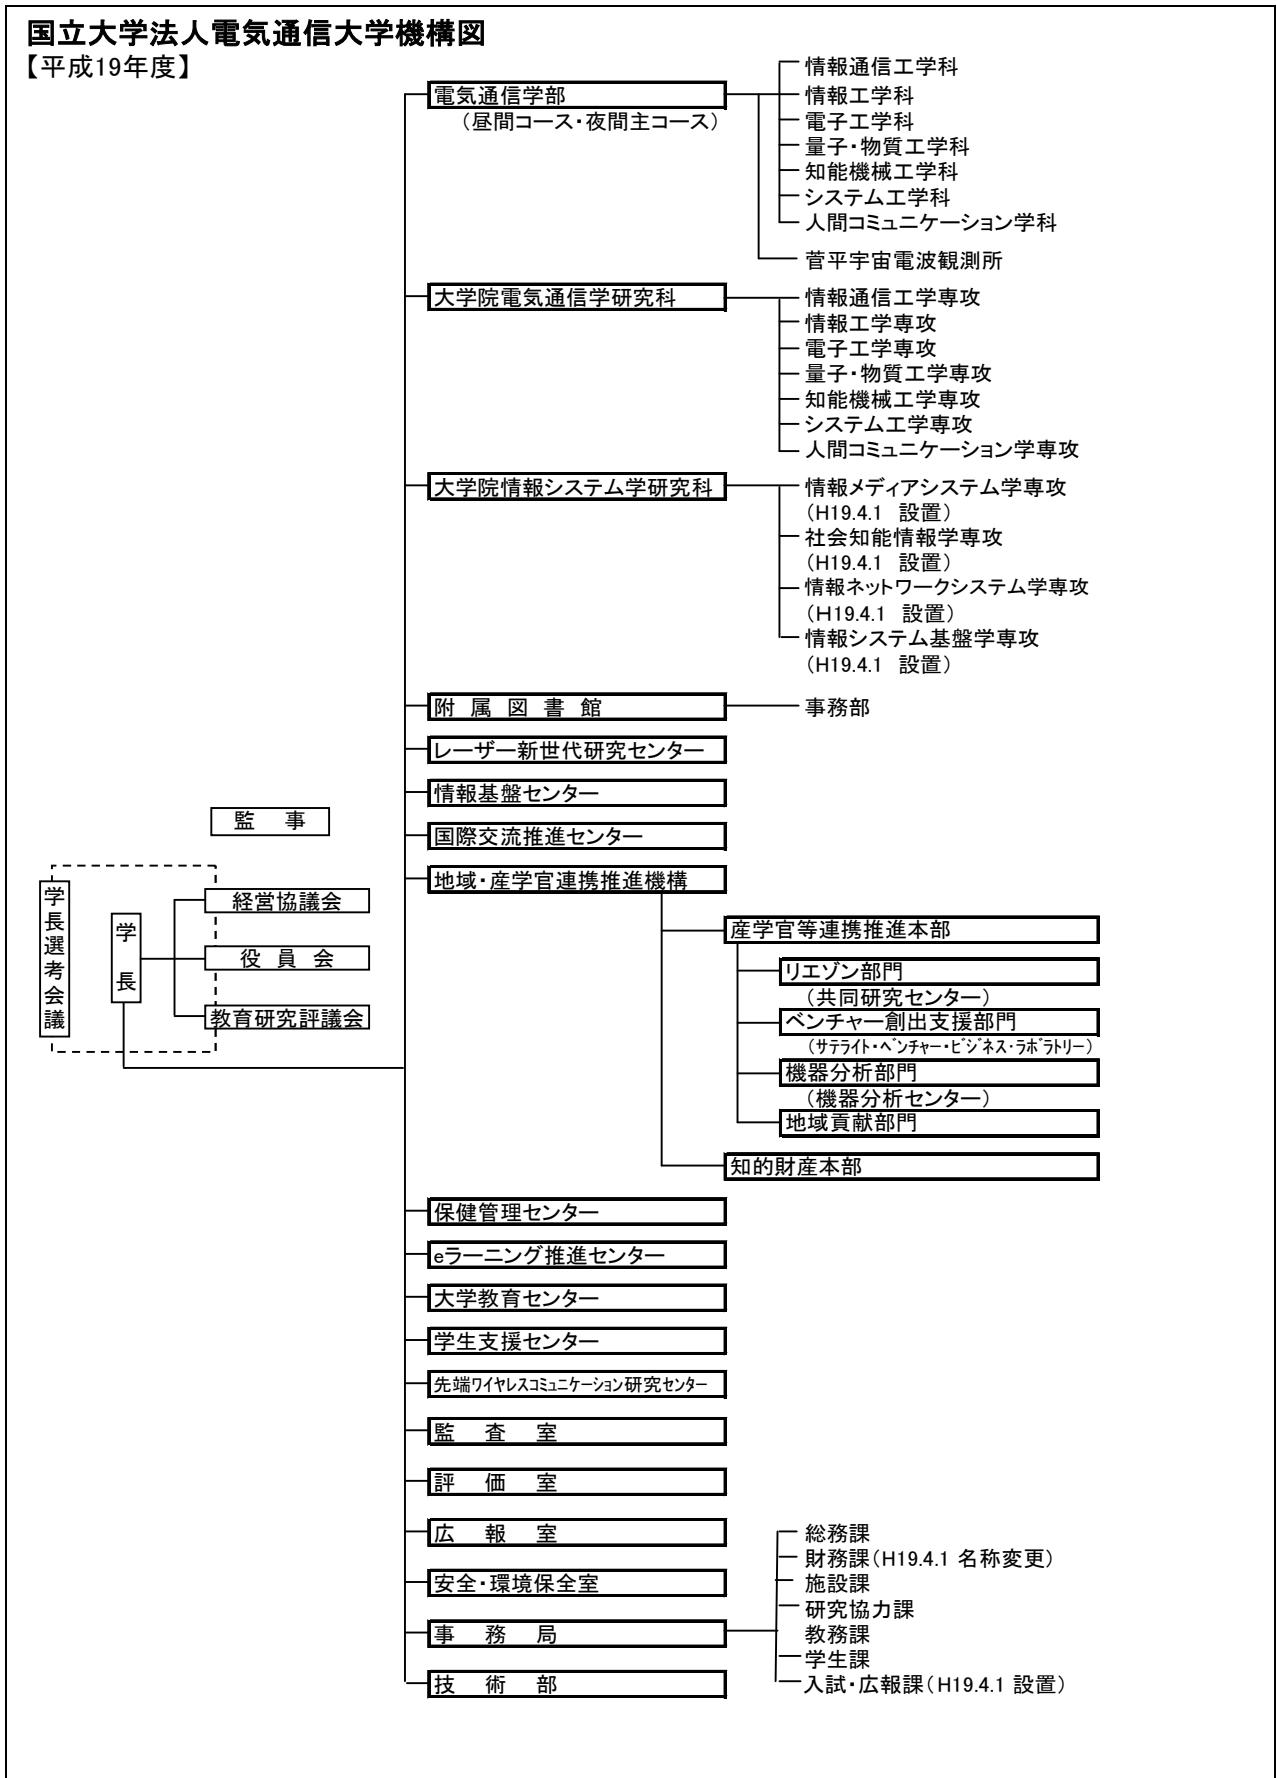 国立大学法人電気通信大学機構図
【平成19年度】
電気通信学部
（昼間コース・夜間主コース）
情報通信工学科
情報工学科
電子工学科
量子・物質工学科
知能機械工学科
システム工学科
人間コミュニケーション学科
菅平宇宙電波観測所
大学院電気通信学研究科
情報通信工学専攻
情報工学専攻
電子工学専攻
量子・物質工学専攻
知能機械工学専攻
システム工学専攻
人間コミュニケーション学専攻
大学院情報システム学研究科
情報メディアシステム学専攻
（H19.4.1 設置）
社会知能情報学専攻
（H19.4.1 設置）
情報ネットワークシステム学専攻
（H19.4.1 設置）
情報システム基盤学専攻
（H19.4.1 設置）
附 属 図 書 館
事務部
レーザー新世代研究センター
情報基盤センター
国際交流推進センター
地域・産学官連携推進機構
監 事
学長選考会議
学 長
経営協議会
役 員 会
教育研究評議会
産学官等連携推進本部
リエゾン部門
（共同研究センター）
ベンチャー創出支援部門
（ｻﾃﾗｲﾄ・ﾍﾞﾝﾁｬｰ・ﾋﾞｼﾞﾈｽ・ﾗﾎﾞﾗﾄﾘｰ）
機器分析部門
（機器分析センター）
地域貢献部門
知的財産本部
保健管理センター
eラーニング推進センター
大学教育センター
学生支援センター
先端ワイヤレスコミュニケーション研究センター
監 査 室
評 価 室
広 報 室
安全・環境保全室
事 務 局
総務課
財務課（H19.4.1 名称変更）
施設課
研究協力課
教務課
学生課
入試・広報課（H19.4.1 設置）
技 術 部